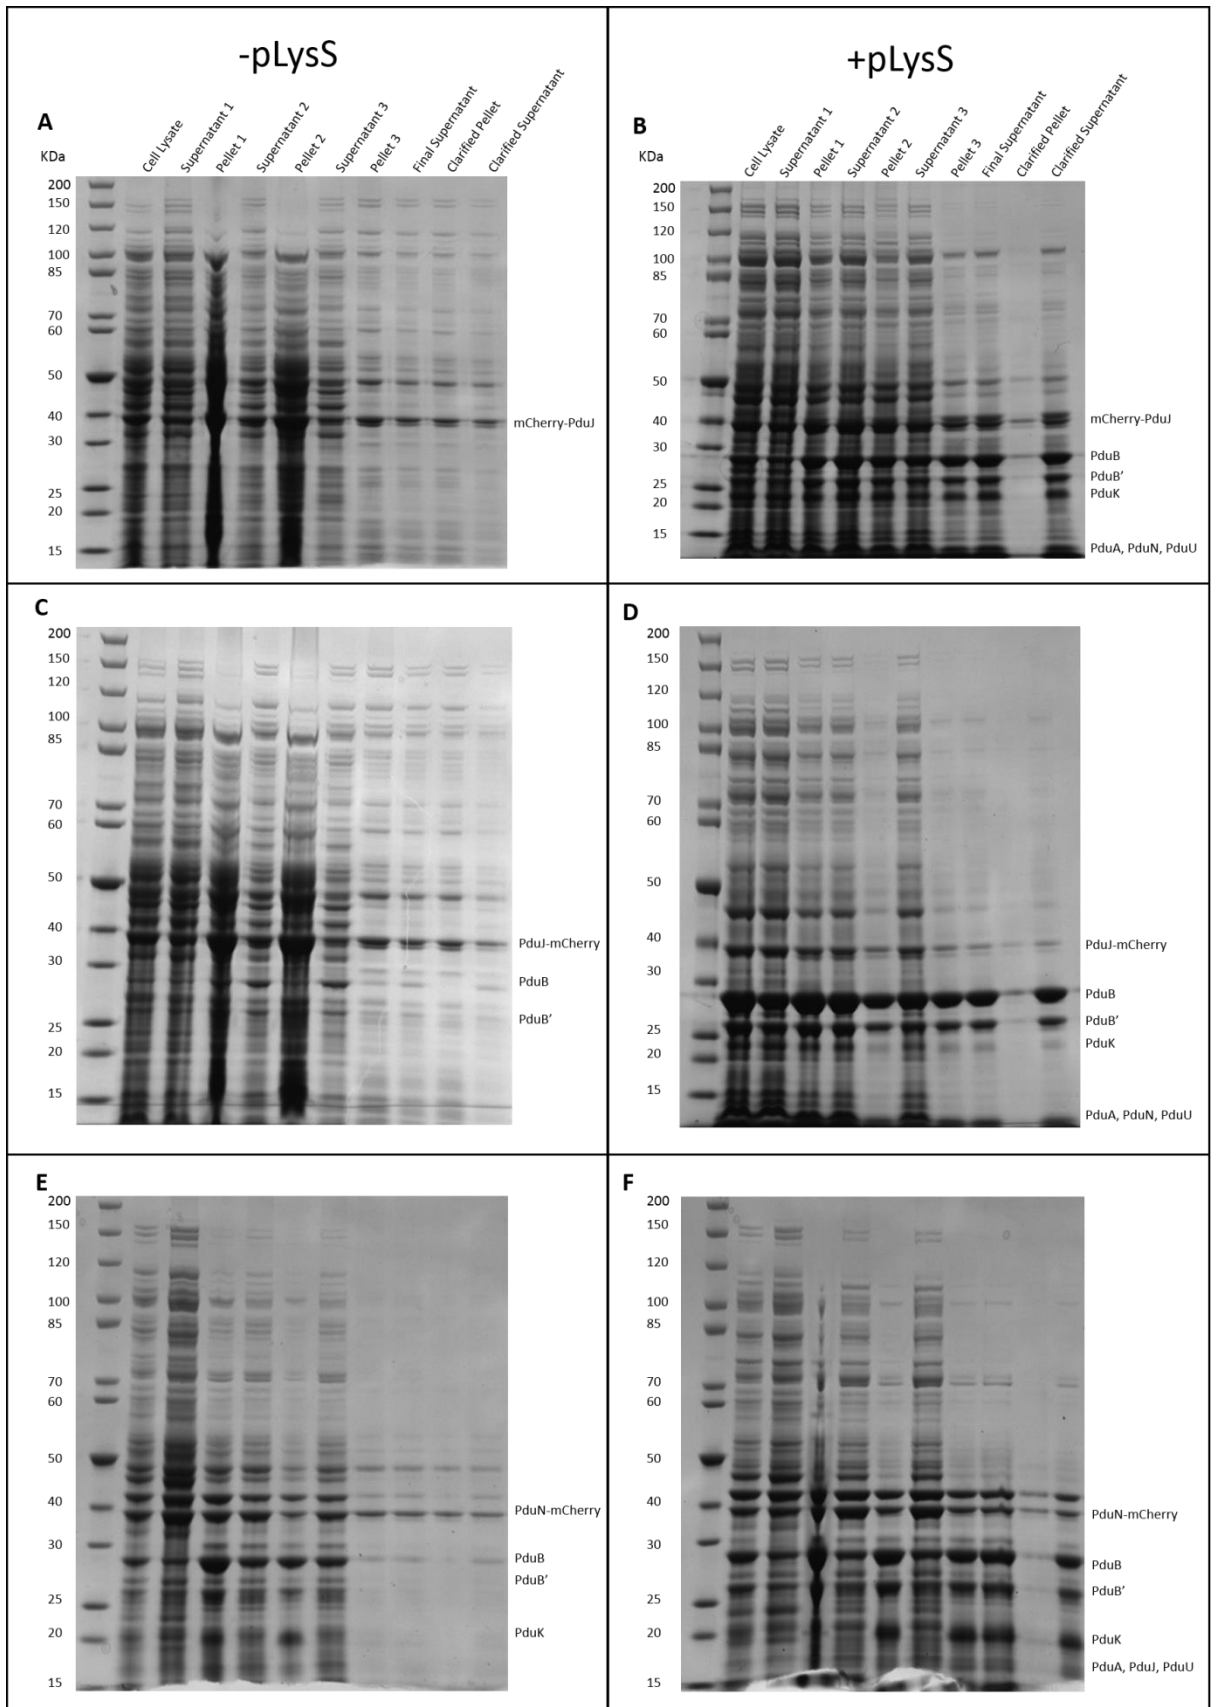 -pLysS
+pLysS
A
KDa
Cell Lysate
Supernatant 1
Pellet 1
Supernatant 2
Pellet 2
Supernatant 3
Pellet 3
Final Supernatant
Clarified Pellet
Clarified Supernatant
200
150
120
100
85
70
60
50
40
30
25
20
15
mCherry-PduJ
B
KDa
Cell Lysate
Supernatant 1
Pellet 1
Supernatant 2
Pellet 2
Supernatant 3
Pellet 3
Final Supernatant
Clarified Pellet
Clarified Supernatant
200
150
120
100
85
70
60
50
40
30
25
20
15
mCherry-PduJ
PduB
PduB’
PduK
PduA, PduN, PduU
C
200
150
120
100
85
70
60
50
40
30
25
20
15
PduJ-mCherry
PduB
PduB’
D
200
150
120
100
85
70
60
50
40
30
25
20
15
PduJ-mCherry
PduB
PduB’
PduK
PduA, PduN, PduU
E
200
150
120
100
85
70
60
50
40
30
25
20
15
PduN-mCherry
PduB
PduB’
PduK
F
200
150
120
100
85
70
60
50
40
30
25
20
15
PduN-mCherry
PduB
PduB’
PduK
PduA, PduJ, PduU